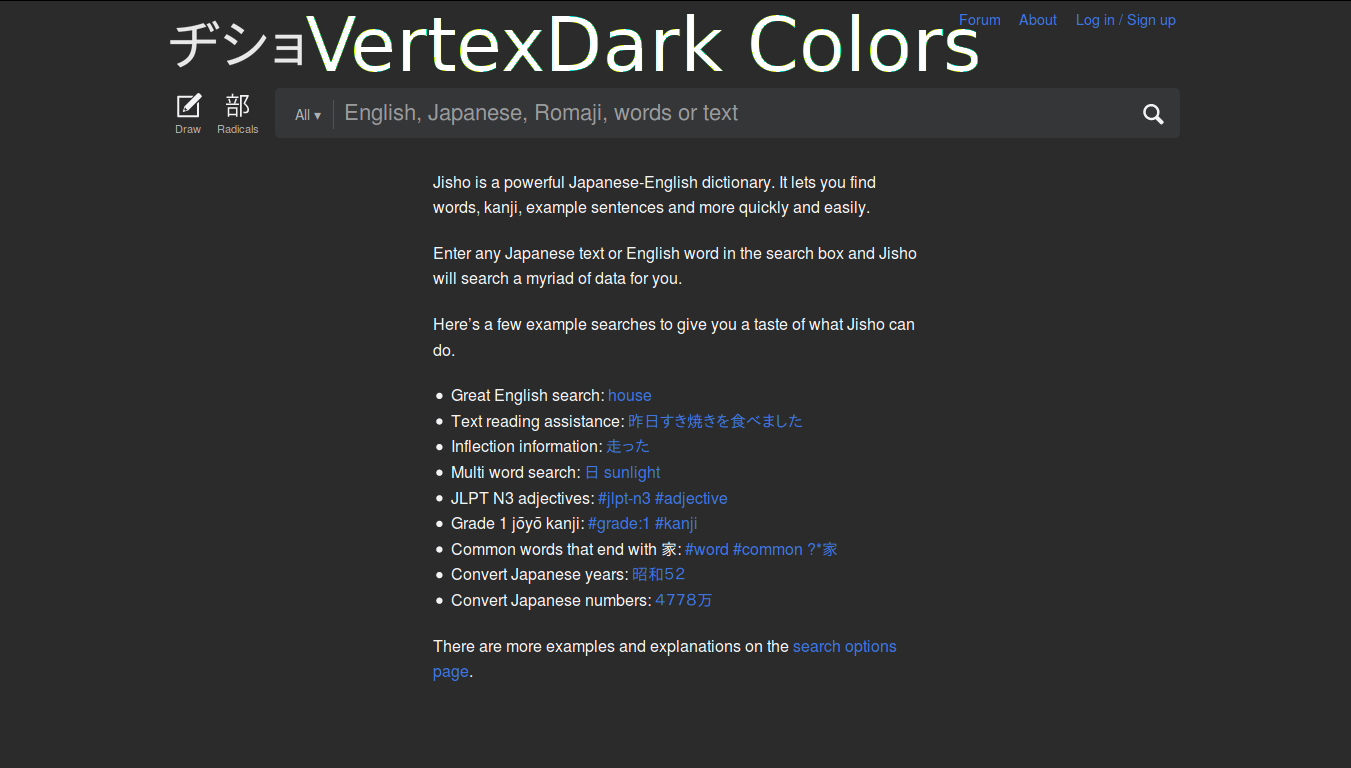 ヂショVertexDark Colors
Forum About Log in / Sign up
Draw 部 Radicals All ▾ English, Japanese, Romaji, words or text
Jisho is a powerful Japanese-English dictionary. It lets you find
words, kanji, example sentences and more quickly and easily.
Enter any Japanese text or English word in the search box and Jisho
will search a myriad of data for you.
Here’s a few example searches to give you a taste of what Jisho can
do.
• Great English search: house
• Text reading assistance: 昨日すき焼きを食べました
• Inflection information: 走った
• Multi word search: 日 sunlight
• JLPT N3 adjectives: #jlpt-n3 #adjective
• Grade 1 jōyō kanji: #grade:1 #kanji
• Common words that end with 家: #word #common ?*家
• Convert Japanese years: 昭和52
• Convert Japanese numbers: 4778万
There are more examples and explanations on the search options
page.